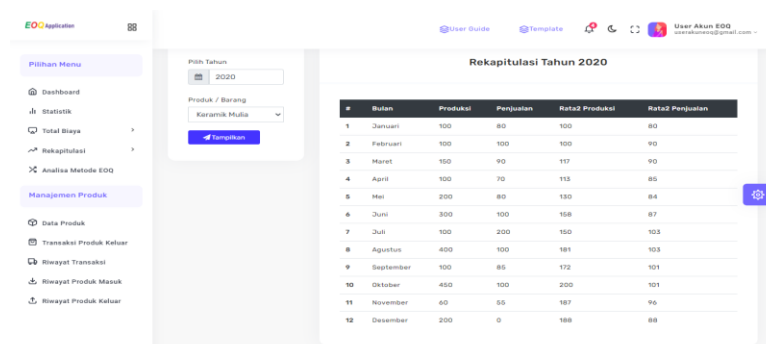 EOQ Application
User Guide
Template
User Akun EOQ
userakuneoq@gmail.com
Pilihan Menu
Dashboard
Statistik
Total Biaya
Rekapitulasi
Analisa Metode EOQ
Manajemen Produk
Data Produk
Transaksi Produk Keluar
Riwayat Transaksi
Riwayat Produk Masuk
Riwayat Produk Keluar
Pilih Tahun
2020
Produk / Barang
Keramik Mulia
Tampilkan
Rekapitulasi Tahun 2020
# Bulan Produksi Penjualan Rata2 Produksi Rata2 Penjualan
1 Januari 100 80 100 80
2 Februari 100 100 100 90
3 Maret 150 90 117 90
4 April 100 70 113 85
5 Mei 200 80 130 84
6 Juni 300 100 158 87
7 Juli 100 200 150 103
8 Agustus 400 100 181 103
9 September 100 85 172 101
10 Oktober 450 100 200 101
11 November 60 55 187 96
12 Desember 200 0 188 88